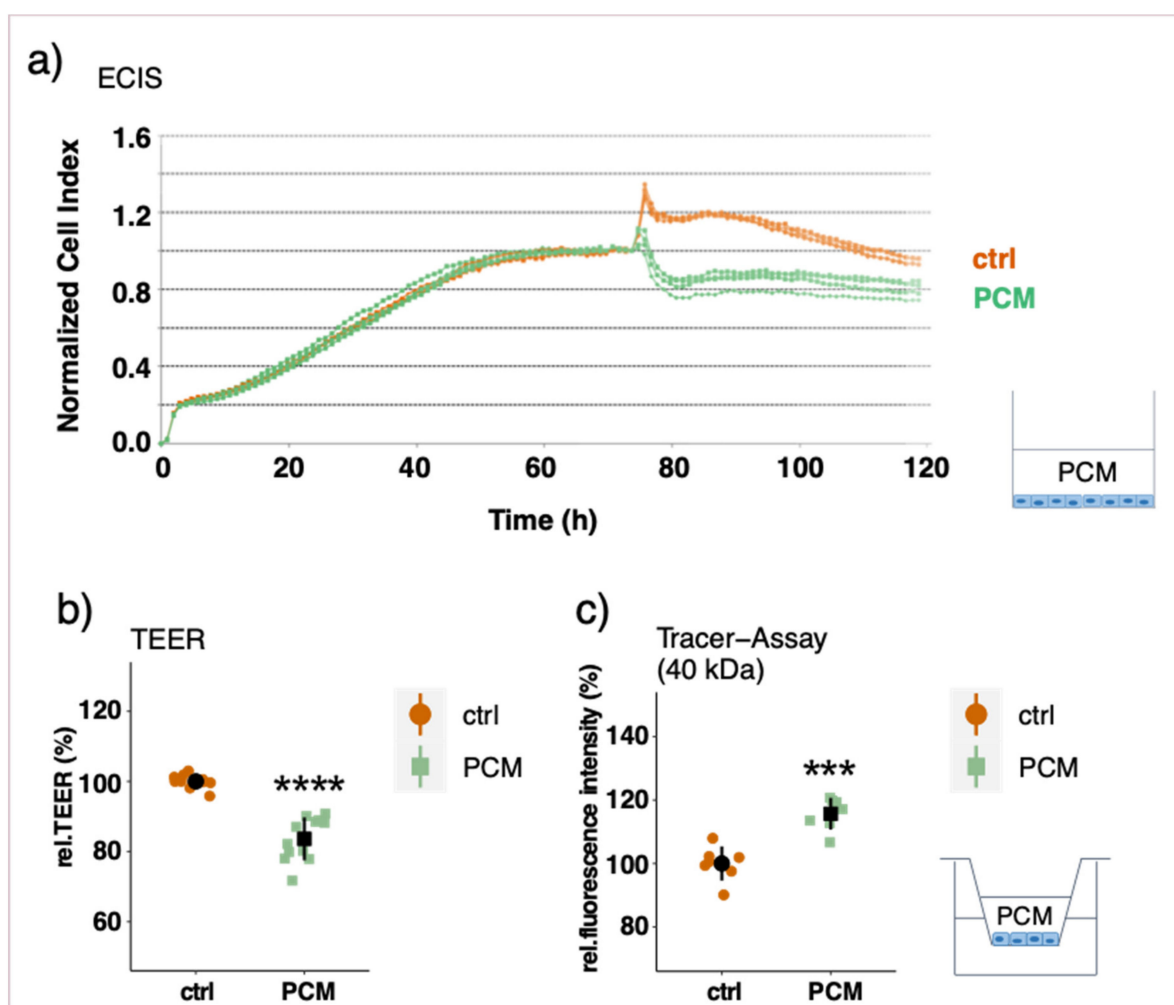 a)
ECIS
Normalized Cell Index
1.6
1.2
0.8
0.4
0.0
0 20 40 60 80 100 120
Time (h)
ctrl
PCM
PCM
b)
TEER
rel.TEER (%)
120
100
80
60
****
ctrl PCM
ctrl
PCM
c)
Tracer–Assay
(40 kDa)
rel.fluorescence intensity (%)
140
120
100
80
***
ctrl PCM
ctrl
PCM
PCM